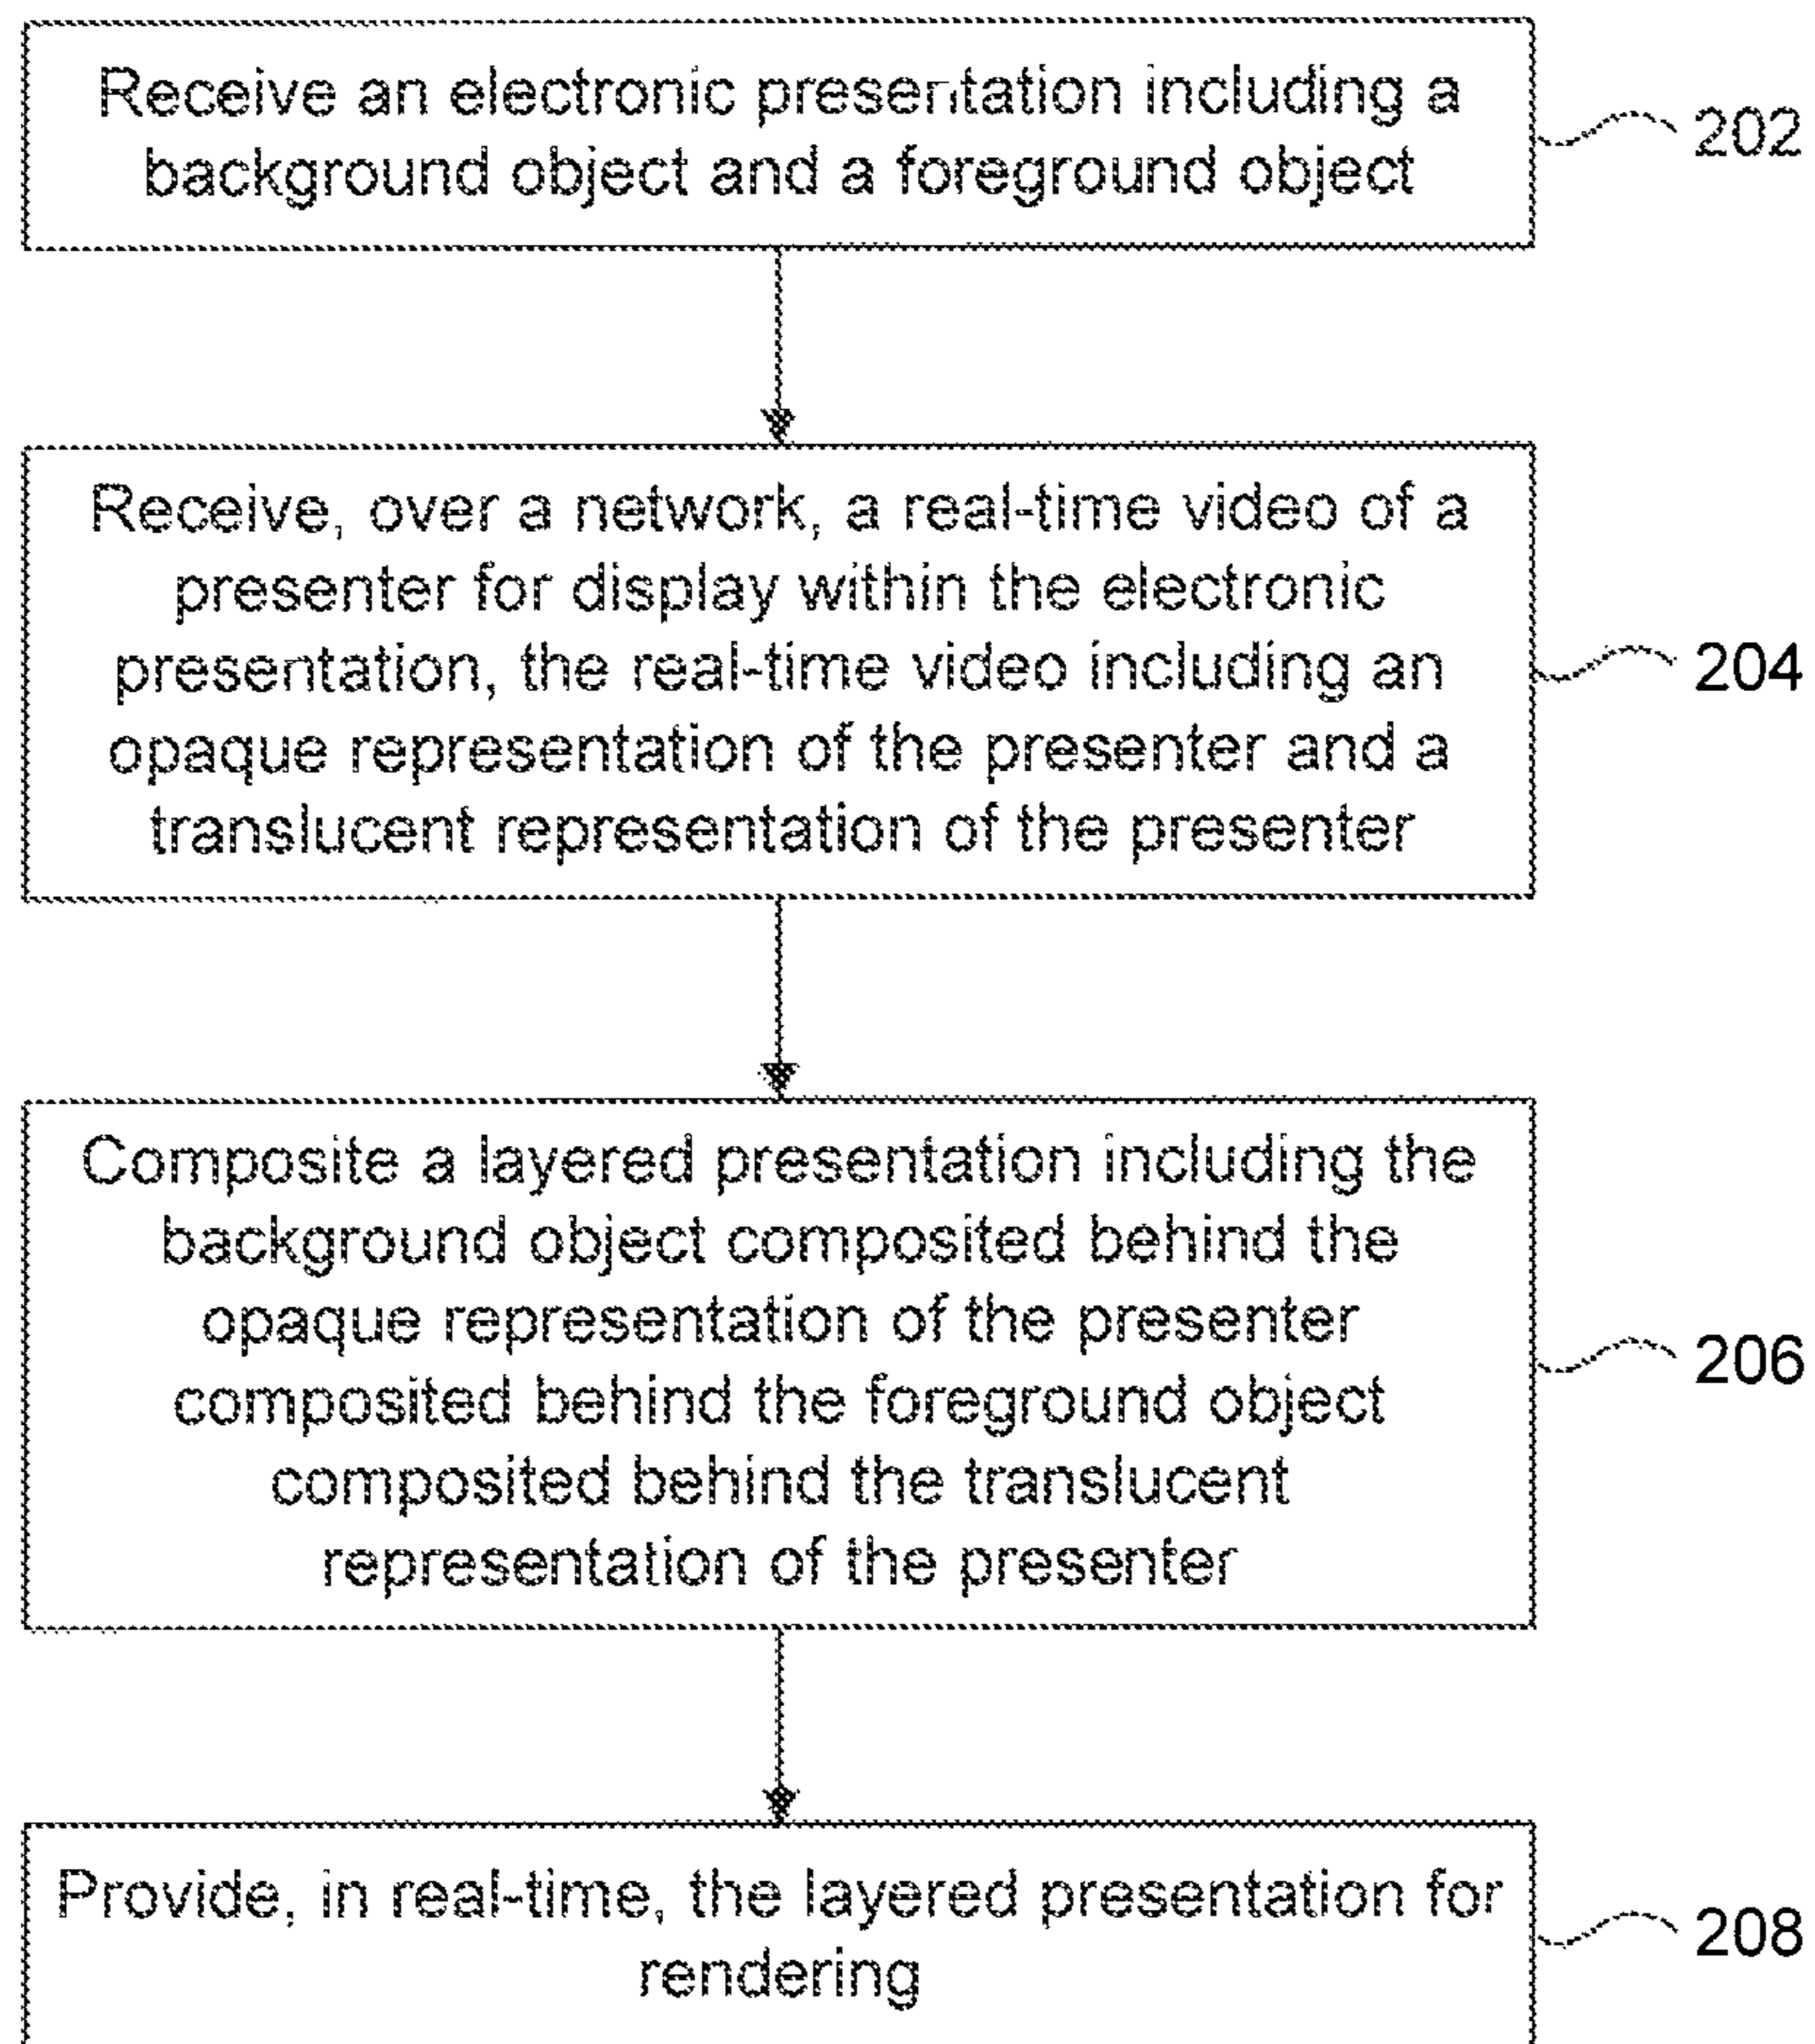 Receive an electronic presentation including a
background object and a foreground object
202
Receive, over a network, a real-time video of a
presenter for display within the electronic
presentation, the real-time video including an
opaque representation of the presenter and a
translucent representation of the presenter
204
Composite a layered presentation including the
background object composited behind the
opaque representation of the presenter
composited behind the foreground object
composited behind the translucent
representation of the presenter
206
Provide, in real-time, the layered presentation for
rendering
208